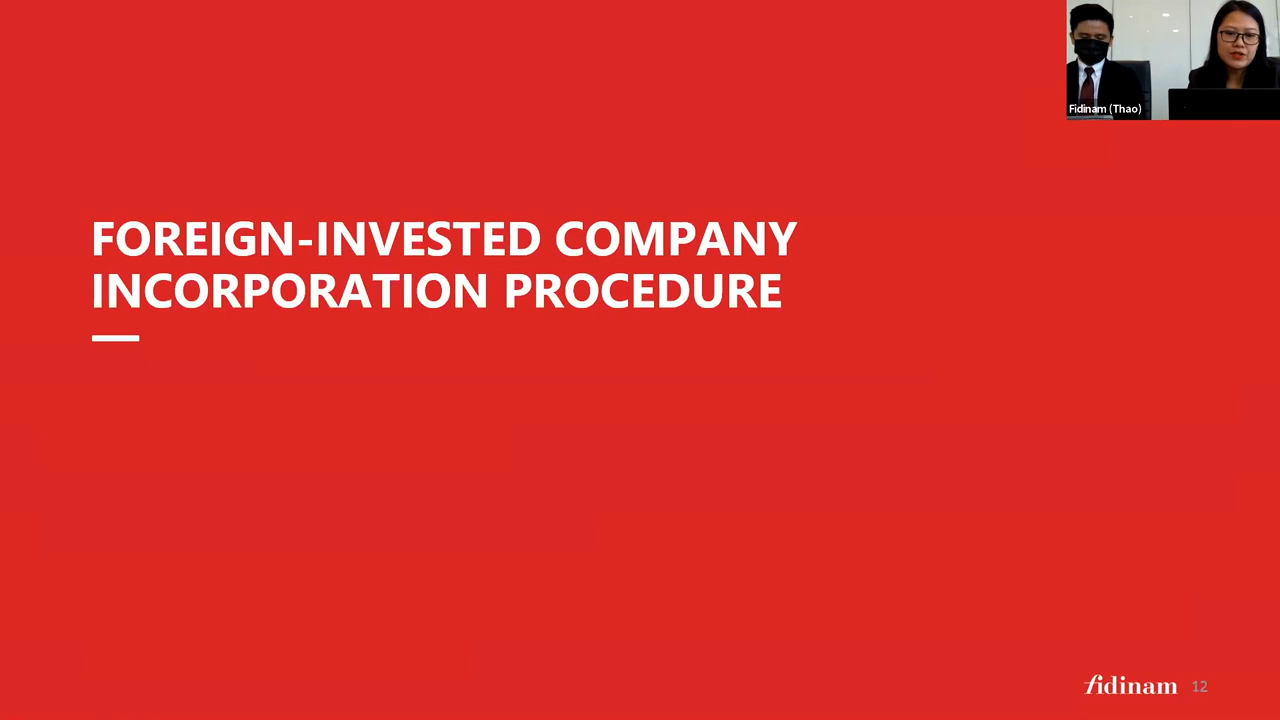 Fidinam (Thao)
FOREIGN-INVESTED COMPANY
INCORPORATION PROCEDURE
fidinam 12